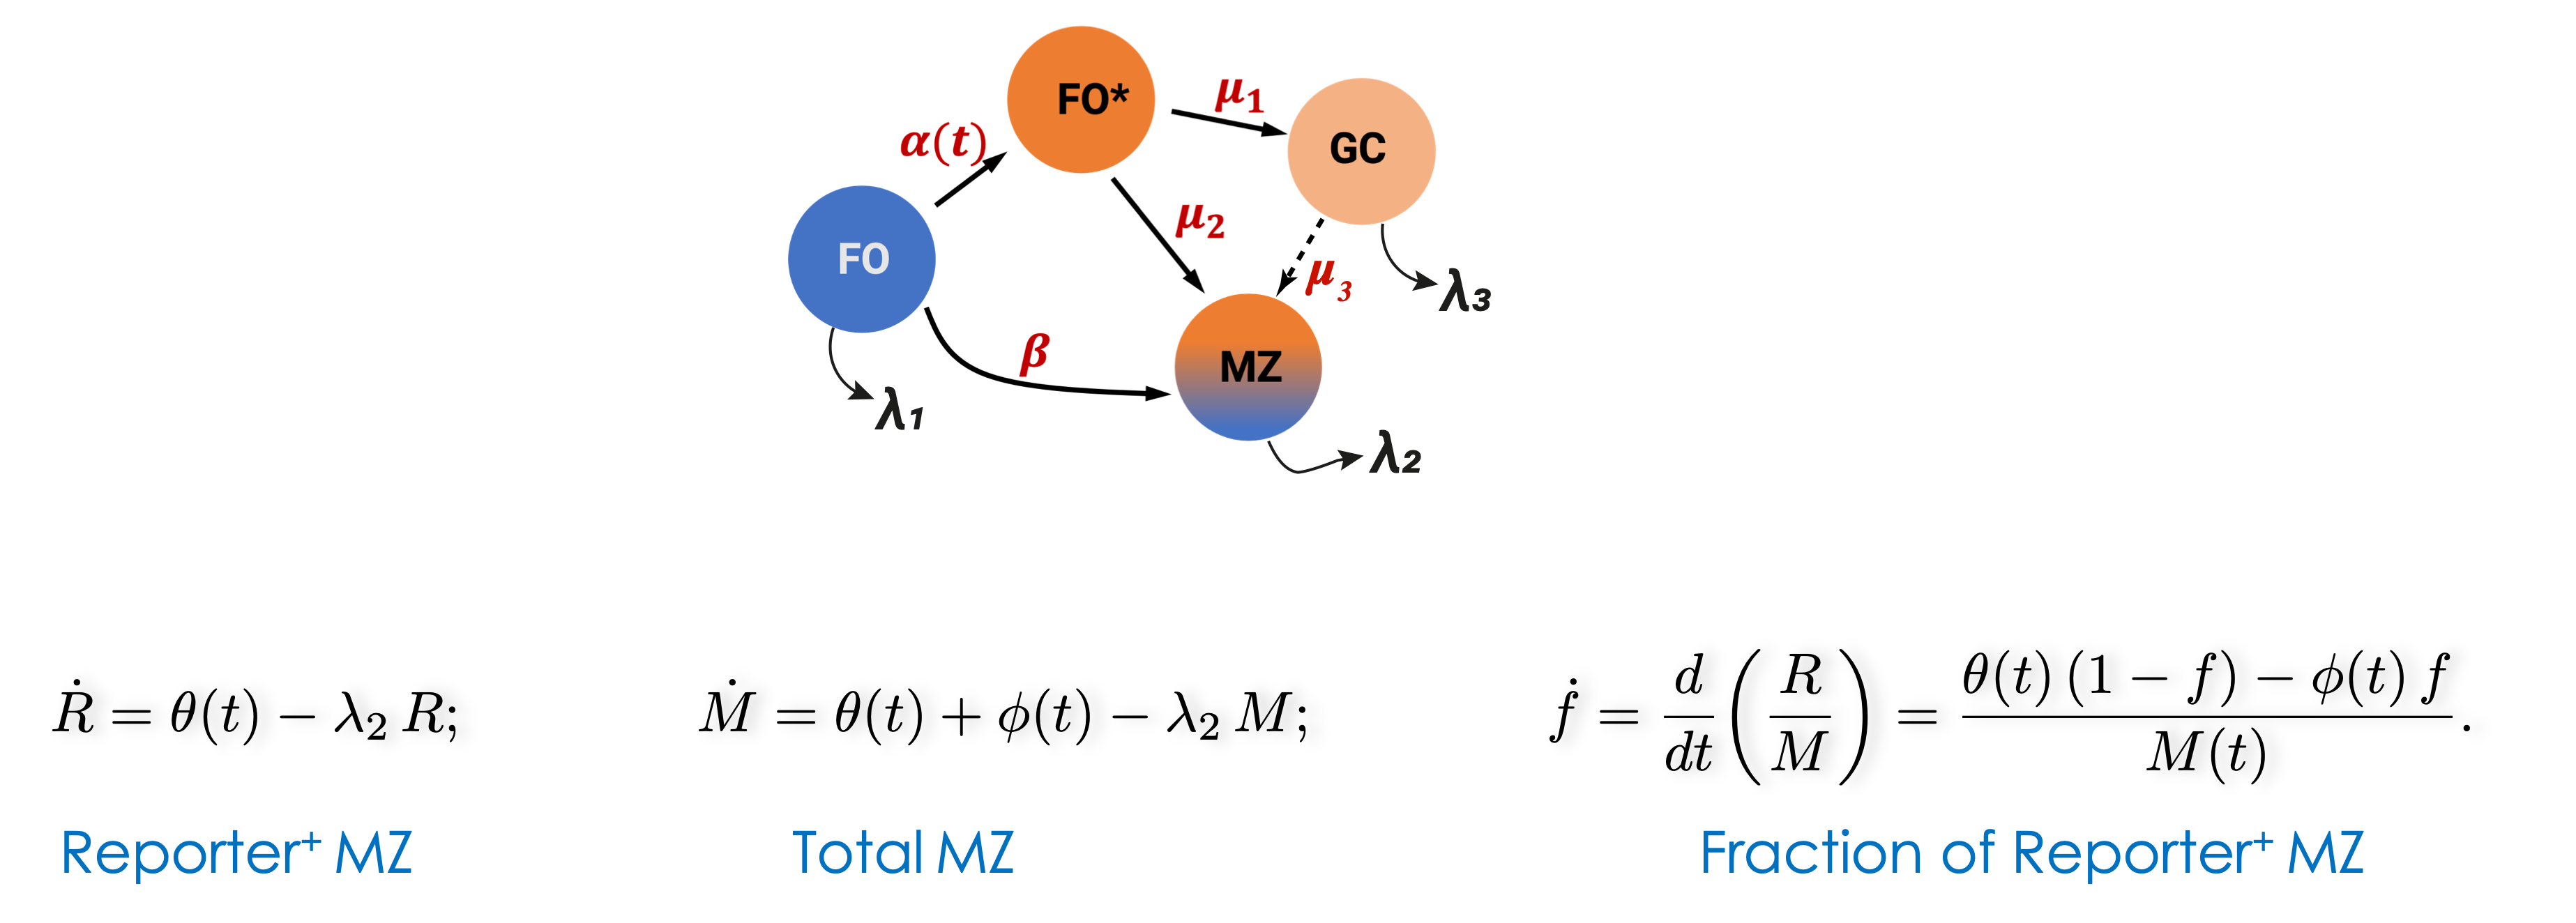 FO*
μ₁
GC
α(t)
μ₂
FO
μ₃
λ₃
β
MZ
λ₁
λ₂
Ṙ = θ(t) − λ₂ R;
Ṁ = θ(t) + ϕ(t) − λ₂ M;
ḟ = d/dt (R/M) = (θ(t) (1 − f) − ϕ(t) f)/M(t).
Reporter⁺ MZ
Total MZ
Fraction of Reporter⁺ MZ